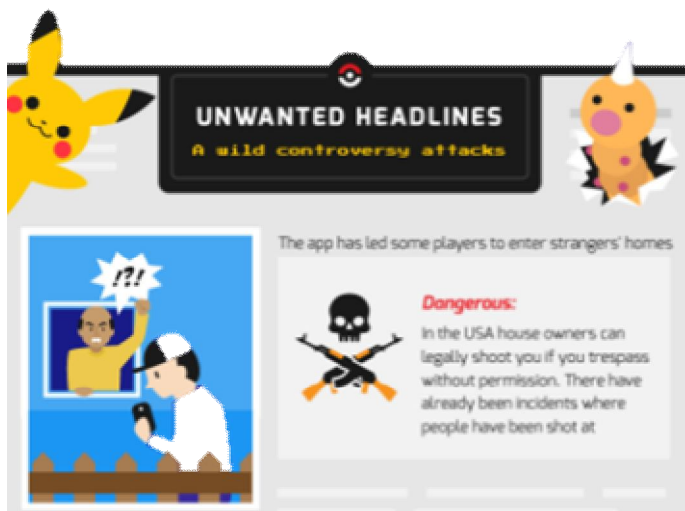 UNWANTED HEADLINES
A wild controversy attacks
!?!
The app has led some players to enter strangers' homes
Dangerous:
In the USA house owners can
legally shoot you if you trespass
without permission. There have
already been incidents where
people have been shot at